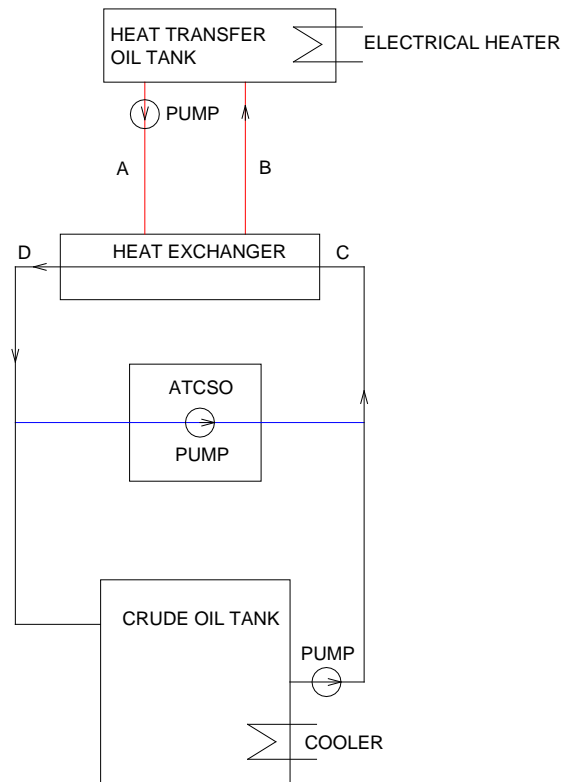 HEAT TRANSFER
OIL TANK
ELECTRICAL HEATER
PUMP
A
B
D
HEAT EXCHANGER
C
ATCSO
PUMP
CRUDE OIL TANK
PUMP
COOLER